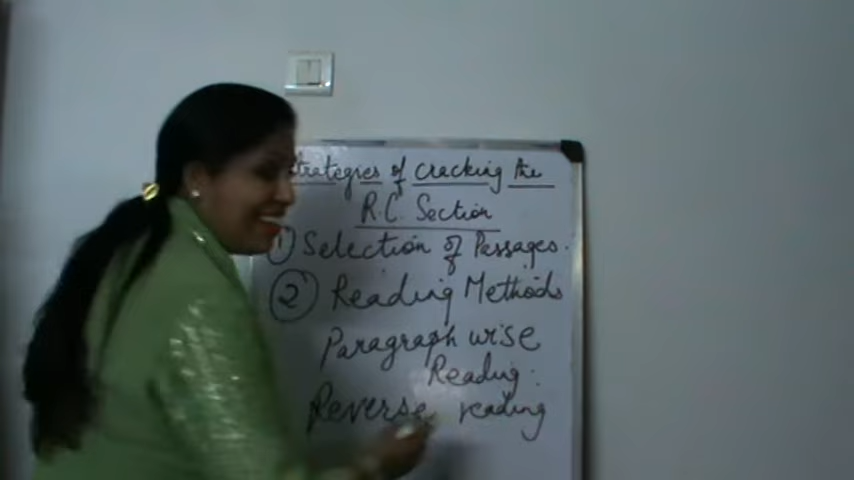 Strategies of cracking the
R.C. Section
① Selection of Passages.
② Reading Methods
Paragraph wise
Reading:
Reverse reading